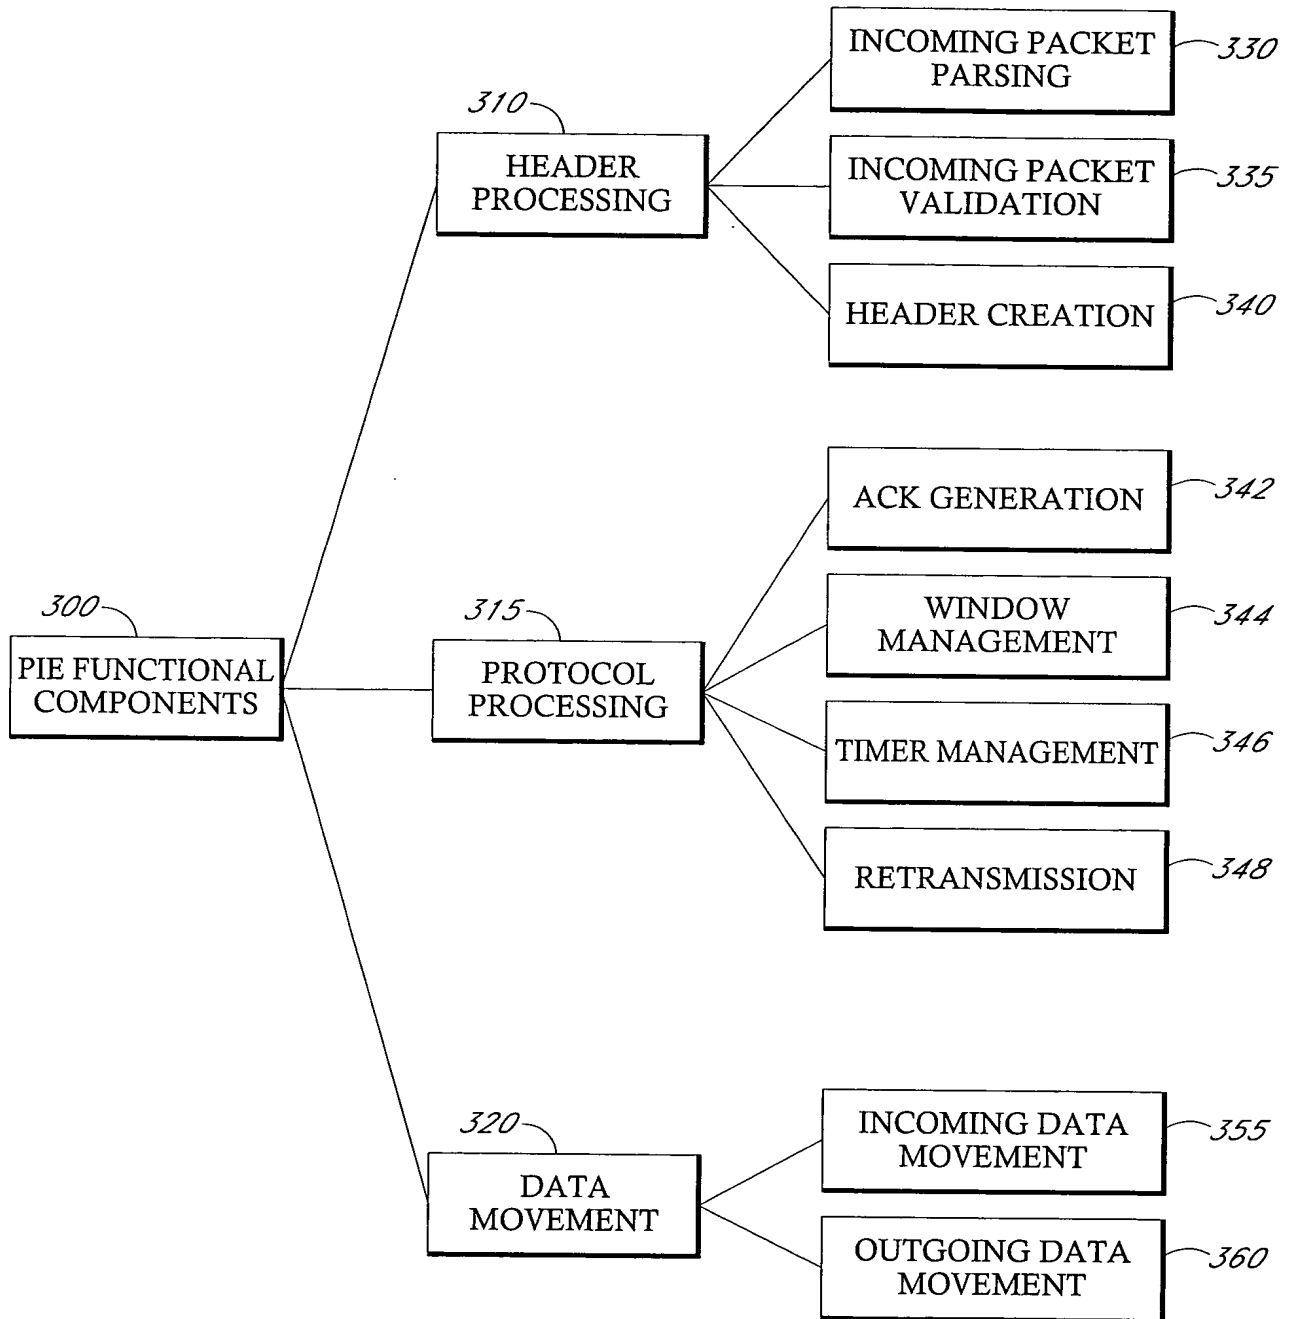 INCOMING PACKET
PARSING
330
310
HEADER
PROCESSING
INCOMING PACKET
VALIDATION
335
HEADER CREATION
340
ACK GENERATION
342
300
PIE FUNCTIONAL
COMPONENTS
315
PROTOCOL
PROCESSING
WINDOW
MANAGEMENT
344
TIMER MANAGEMENT
346
RETRANSMISSION
348
320
DATA
MOVEMENT
INCOMING DATA
MOVEMENT
355
OUTGOING DATA
MOVEMENT
360